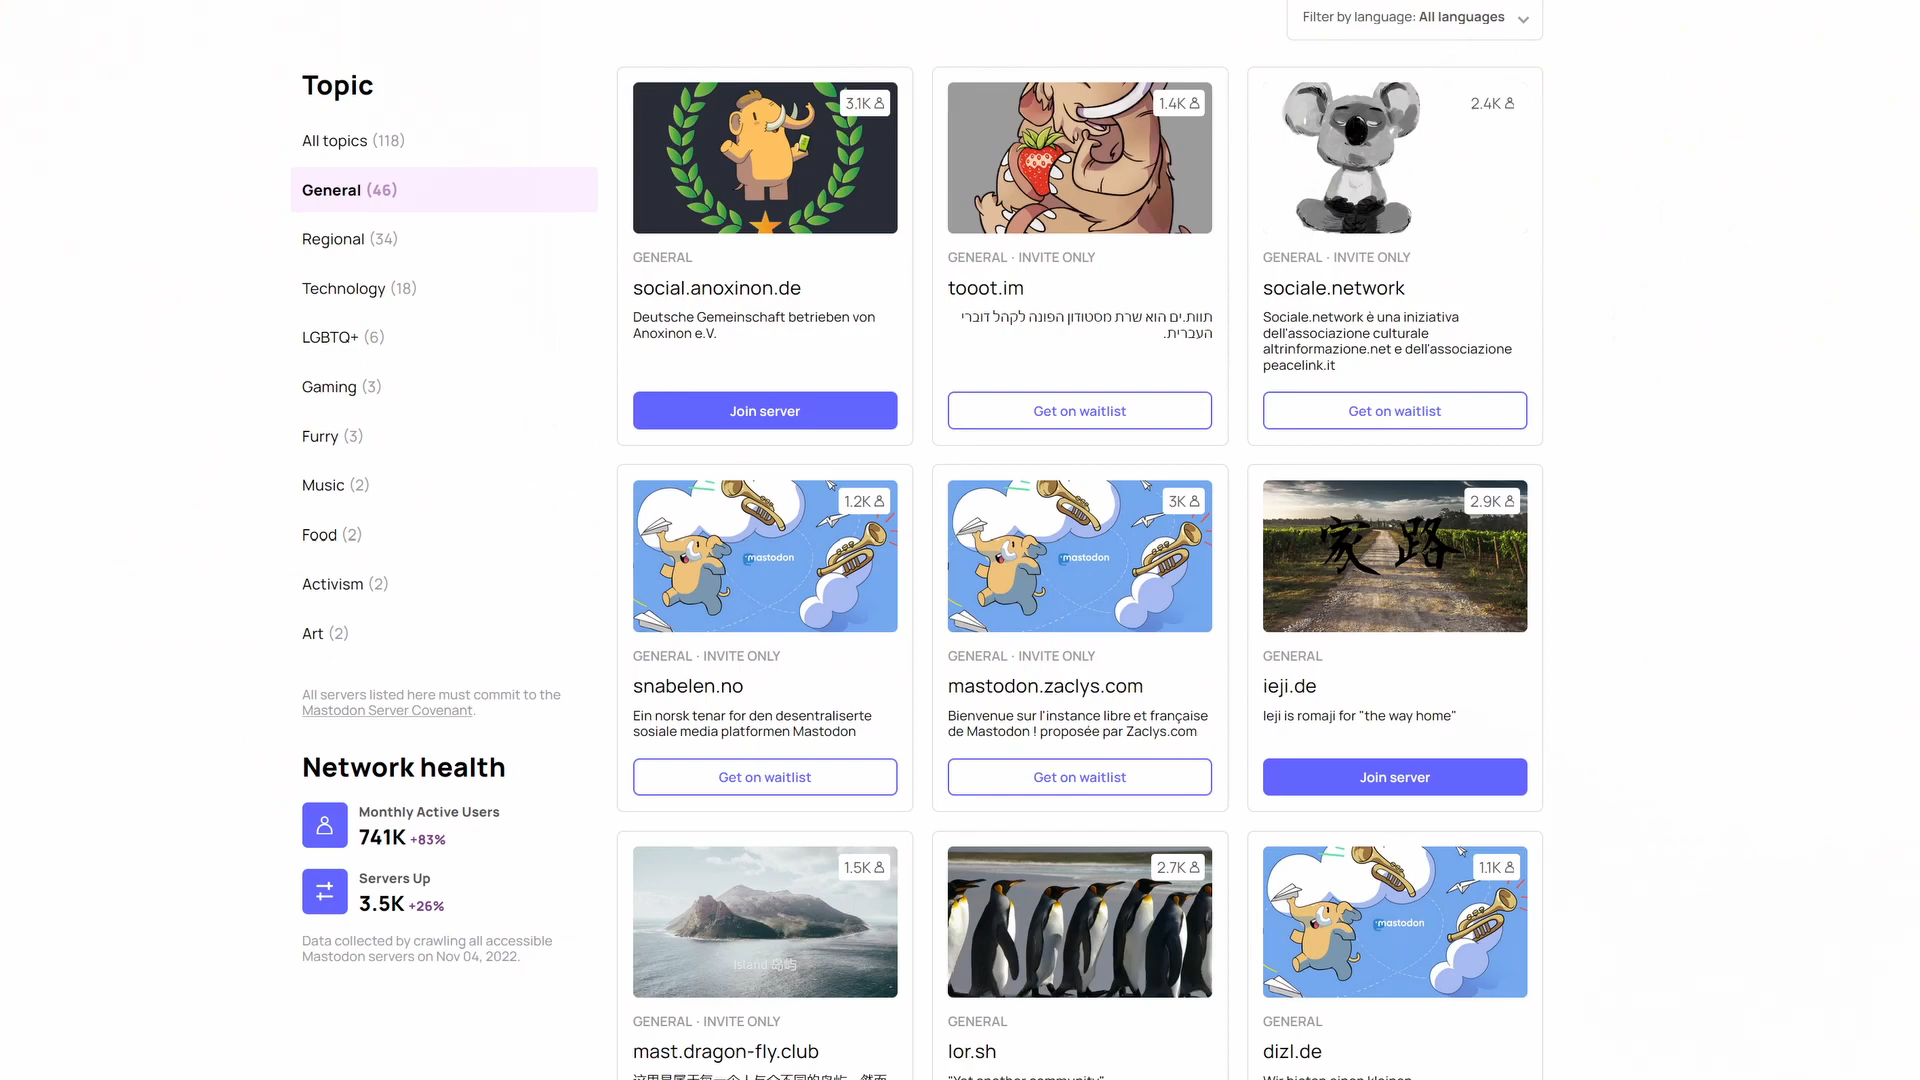 Filter by language: All languages
Topic
All topics (118)
General (46)
Regional (34)
Technology (18)
LGBTQ+ (6)
Gaming (3)
Furry (3)
Music (2)
Food (2)
Activism (2)
Art (2)
All servers listed here must commit to the
Mastodon Server Covenant.
Network health
Monthly Active Users
741K +83%
Servers Up
3.5K +26%
Data collected by crawling all accessible
Mastodon servers on Nov 04, 2022.
3.1K
GENERAL
social.anoxinon.de
Deutsche Gemeinschaft betrieben von
Anoxinon e.V.
Join server
1.4K
GENERAL · INVITE ONLY
tooot.im
תוות.ים הוא שרת מסטודון הפונה לקהל דוברי
העברית.
Get on waitlist
2.4K
GENERAL · INVITE ONLY
sociale.network
Sociale.network è una iniziativa
dell'associazione culturale
altrinformazione.net e dell'associazione
peacelink.it
Get on waitlist
1.2K
mastodon
GENERAL · INVITE ONLY
snabelen.no
Ein norsk tenar for den desentraliserte
sosiale media platformen Mastodon
Get on waitlist
3K
mastodon
GENERAL · INVITE ONLY
mastodon.zaclys.com
Bienvenue sur l'instance libre et française
de Mastodon ! proposée par Zaclys.com
Get on waitlist
2.9K
家路
GENERAL
ieji.de
Ieji is romaji for "the way home"
Join server
1.5K
Island 岛屿
GENERAL · INVITE ONLY
mast.dragon-fly.club
2.7K
GENERAL
lor.sh
"Yet another community"
1.1K
mastodon
GENERAL
dizl.de
Wir bieten einen kleinen